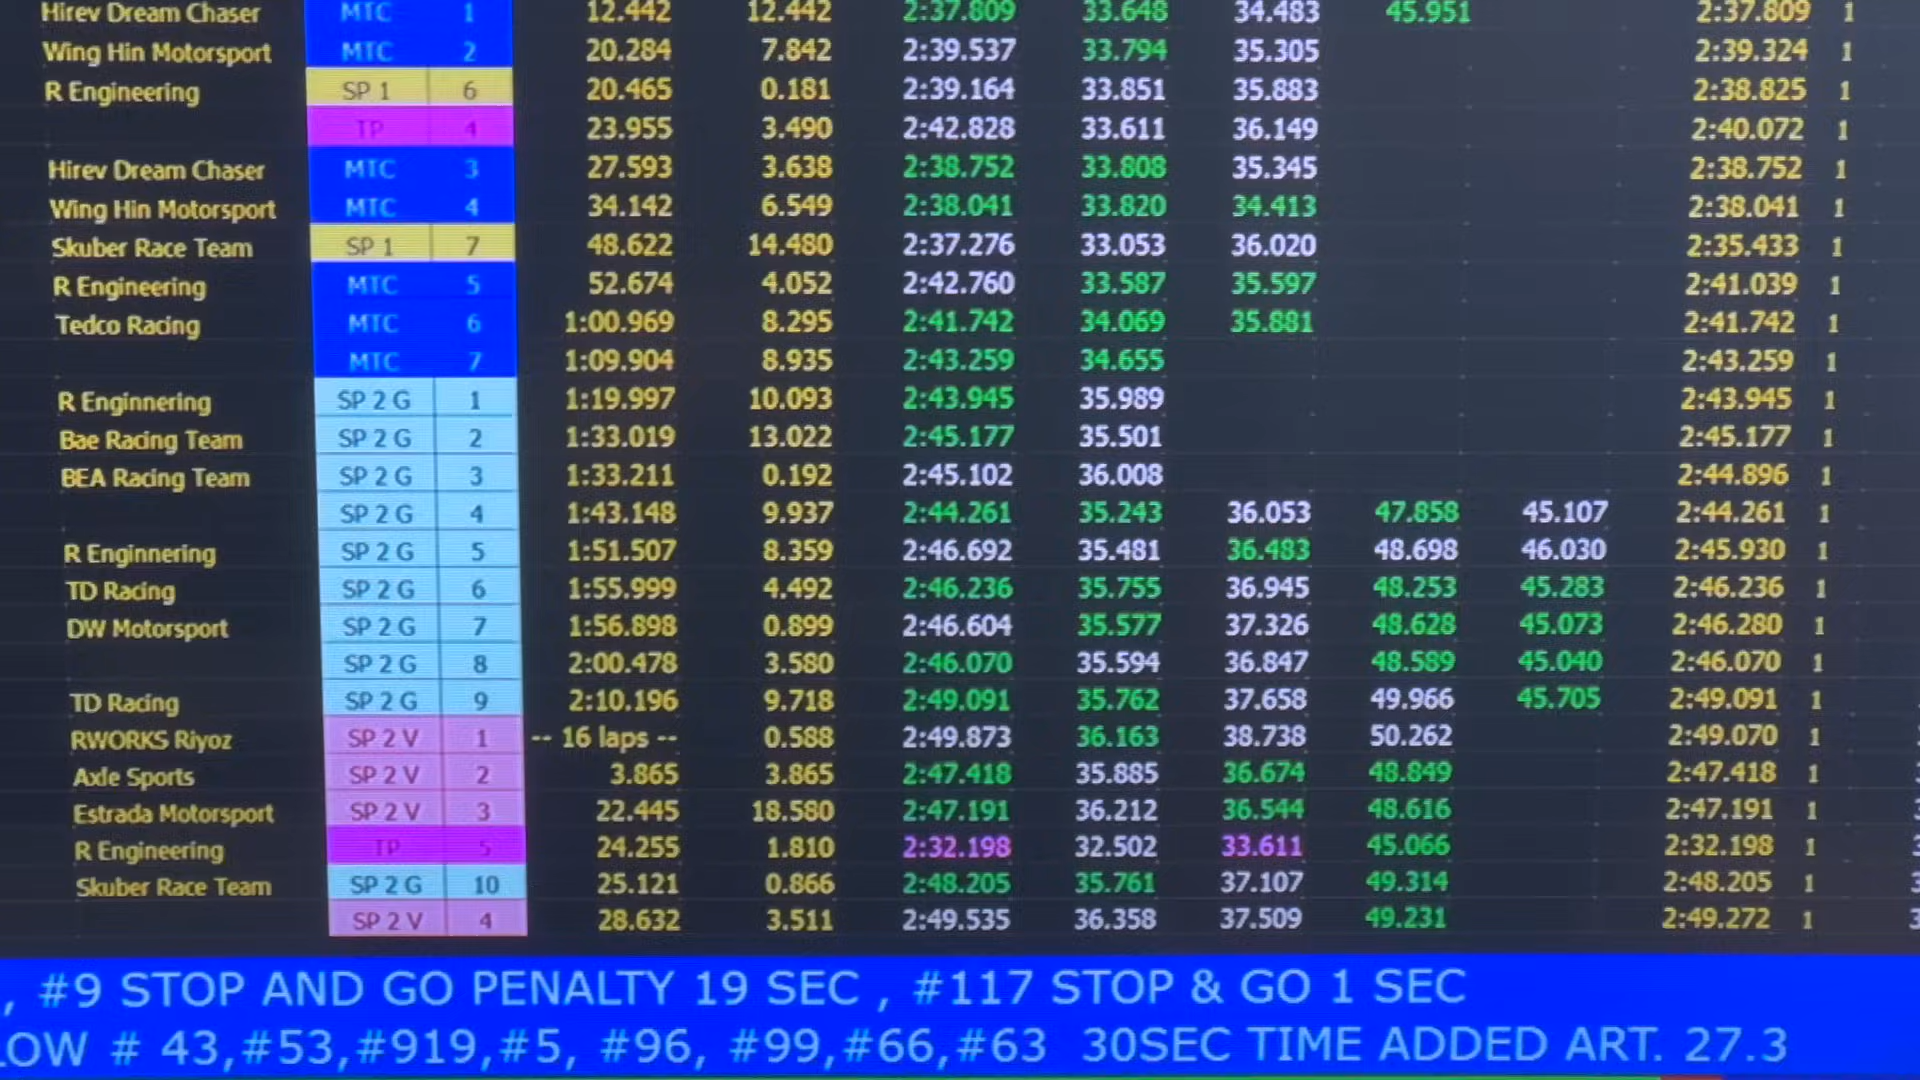 Hirev Dream Chaser MTC 1 12.442 12.442 2:37.809 33.648 34.483 45.951 2:37.809 1
Wing Hin Motorsport MTC 2 20.284 7.842 2:39.537 33.794 35.305 2:39.324 1
R Engineering SP 1 6 20.465 0.181 2:39.164 33.851 35.883 2:38.825 1
TP 4 23.955 3.490 2:42.828 33.611 36.149 2:40.072 1
Hirev Dream Chaser MTC 3 27.593 3.638 2:38.752 33.808 35.345 2:38.752 1
Wing Hin Motorsport MTC 4 34.142 6.549 2:38.041 33.820 34.413 2:38.041 1
Skuber Race Team SP 1 7 48.622 14.480 2:37.276 33.053 36.020 2:35.433 1
R Engineering MTC 5 52.674 4.052 2:42.760 33.587 35.597 2:41.039 1
Tedco Racing MTC 6 1:00.969 8.295 2:41.742 34.069 35.881 2:41.742 1
MTC 7 1:09.904 8.935 2:43.259 34.655 2:43.259 1
R Enginnering SP 2 G 1 1:19.997 10.093 2:43.945 35.989 2:43.945 1
Bae Racing Team SP 2 G 2 1:33.019 13.022 2:45.177 35.501 2:45.177 1
BEA Racing Team SP 2 G 3 1:33.211 0.192 2:45.102 36.008 2:44.896 1
SP 2 G 4 1:43.148 9.937 2:44.261 35.243 36.053 47.858 45.107 2:44.261 1
R Enginnering SP 2 G 5 1:51.507 8.359 2:46.692 35.481 36.483 48.698 46.030 2:45.930 1
TD Racing SP 2 G 6 1:55.999 4.492 2:46.236 35.755 36.945 48.253 45.283 2:46.236 1
DW Motorsport SP 2 G 7 1:56.898 0.899 2:46.604 35.577 37.326 48.628 45.073 2:46.280 1
SP 2 G 8 2:00.478 3.580 2:46.070 35.594 36.847 48.589 45.040 2:46.070 1
TD Racing SP 2 G 9 2:10.196 9.718 2:49.091 35.762 37.658 49.966 45.705 2:49.091 1
RWORKS Riyoz SP 2 V 1 -- 16 laps -- 0.588 2:49.873 36.163 38.738 50.262 2:49.070 1
Axle Sports SP 2 V 2 3.865 3.865 2:47.418 35.885 36.674 48.849 2:47.418 1
Estrada Motorsport SP 2 V 3 22.445 18.580 2:47.191 36.212 36.544 48.616 2:47.191 1
R Engineering TP 5 24.255 1.810 2:32.198 32.502 33.611 45.066 2:32.198 1
Skuber Race Team SP 2 G 10 25.121 0.866 2:48.205 35.761 37.107 49.314 2:48.205 1
SP 2 V 4 28.632 3.511 2:49.535 36.358 37.509 49.231 2:49.272 1
, #9 STOP AND GO PENALTY 19 SEC , #117 STOP & GO 1 SEC
LOW # 43,#53,#919,#5, #96, #99,#66,#63 30SEC TIME ADDED ART. 27.3